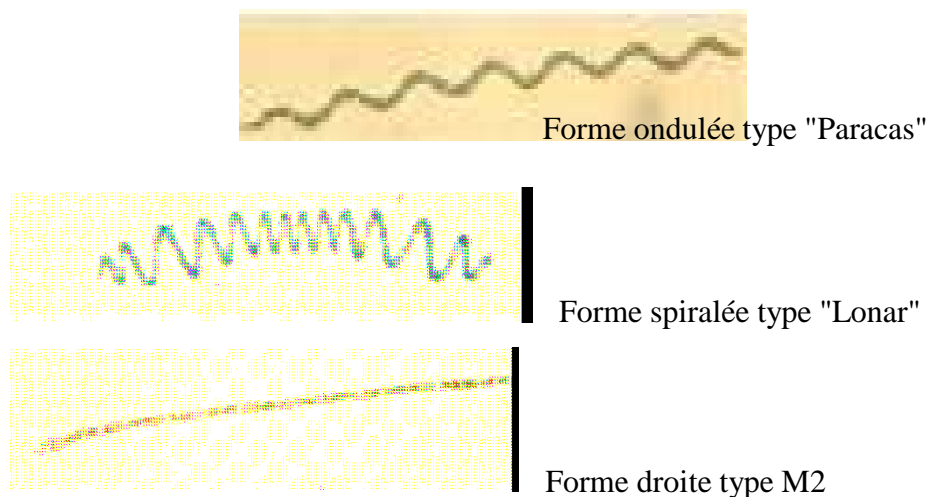 Forme ondulée type "Paracas"
Forme spiralée type "Lonar"
Forme droite type M2